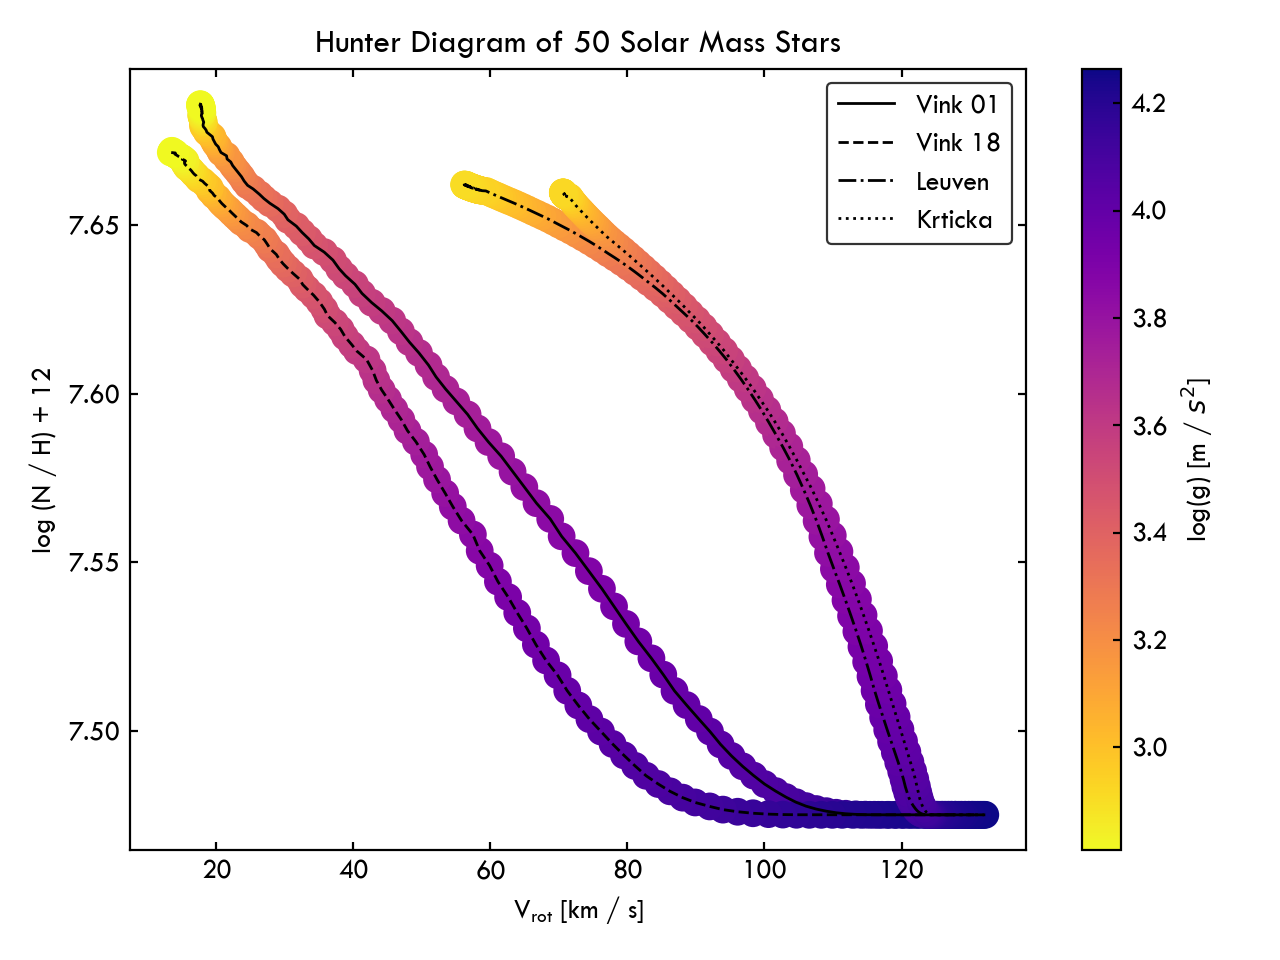 Hunter Diagram of 50 Solar Mass Stars
Vink 01
Vink 18
Leuven
Krticka
7.65
7.60
7.55
7.50
log (N / H) + 12
20
40
60
80
100
120
V_rot [km / s]
4.2
4.0
3.8
3.6
3.4
3.2
3.0
log(g) [m / s²]